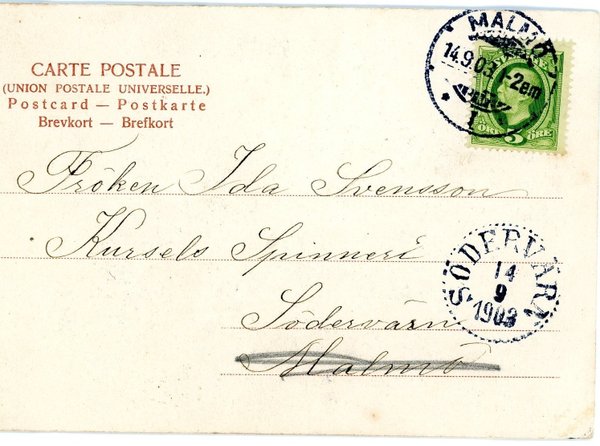 CARTE POSTALE
(UNION POSTALE UNIVERSELLE.)
Postcard — Postkarte
Brevkort — Brefkort
MALMÖ
14.9.03
2em
1
5 ÖRE
Fröken Ida Svensson
Kursels Spinneri
Södervärn
Malmö
SÖDERVÄRN
14
9
1903